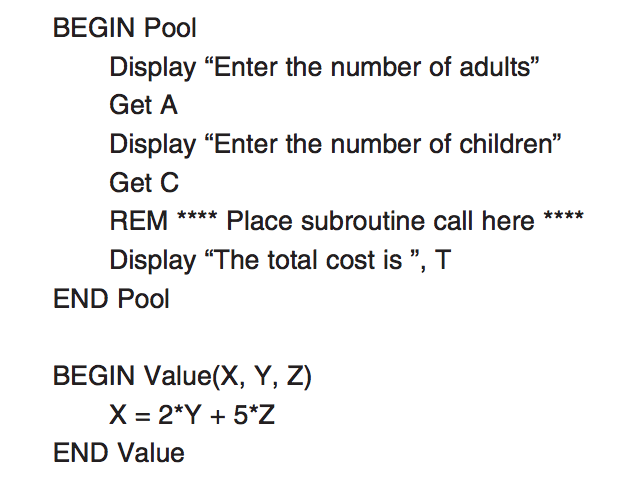 BEGIN Pool
Display “Enter the number of adults”
Get A
Display “Enter the number of children”
Get C
REM **** Place subroutine call here ****
Display “The total cost is ”, T
END Pool
BEGIN Value(X, Y, Z)
X = 2*Y + 5*Z
END Value